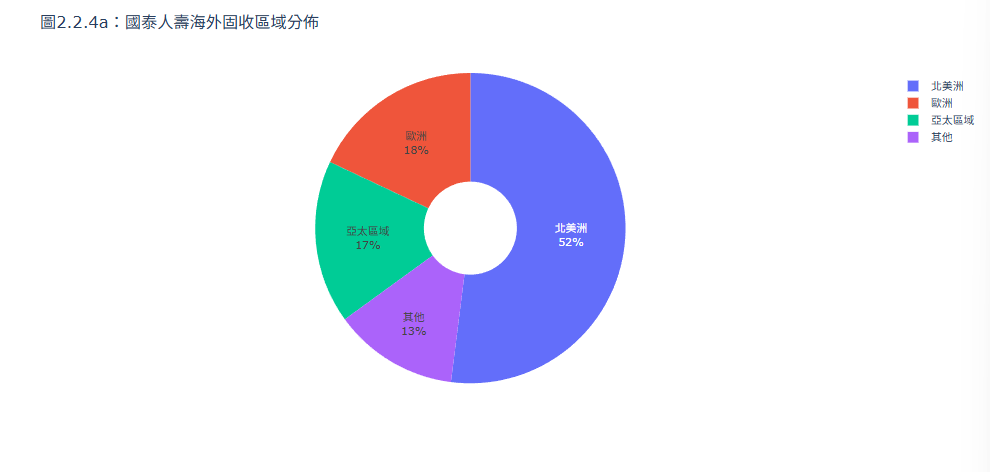 圖2.2.4a：國泰人壽海外固收區域分佈
北美洲
歐洲
亞太區域
其他
歐洲
18%
亞太區域
17%
北美洲
52%
其他
13%